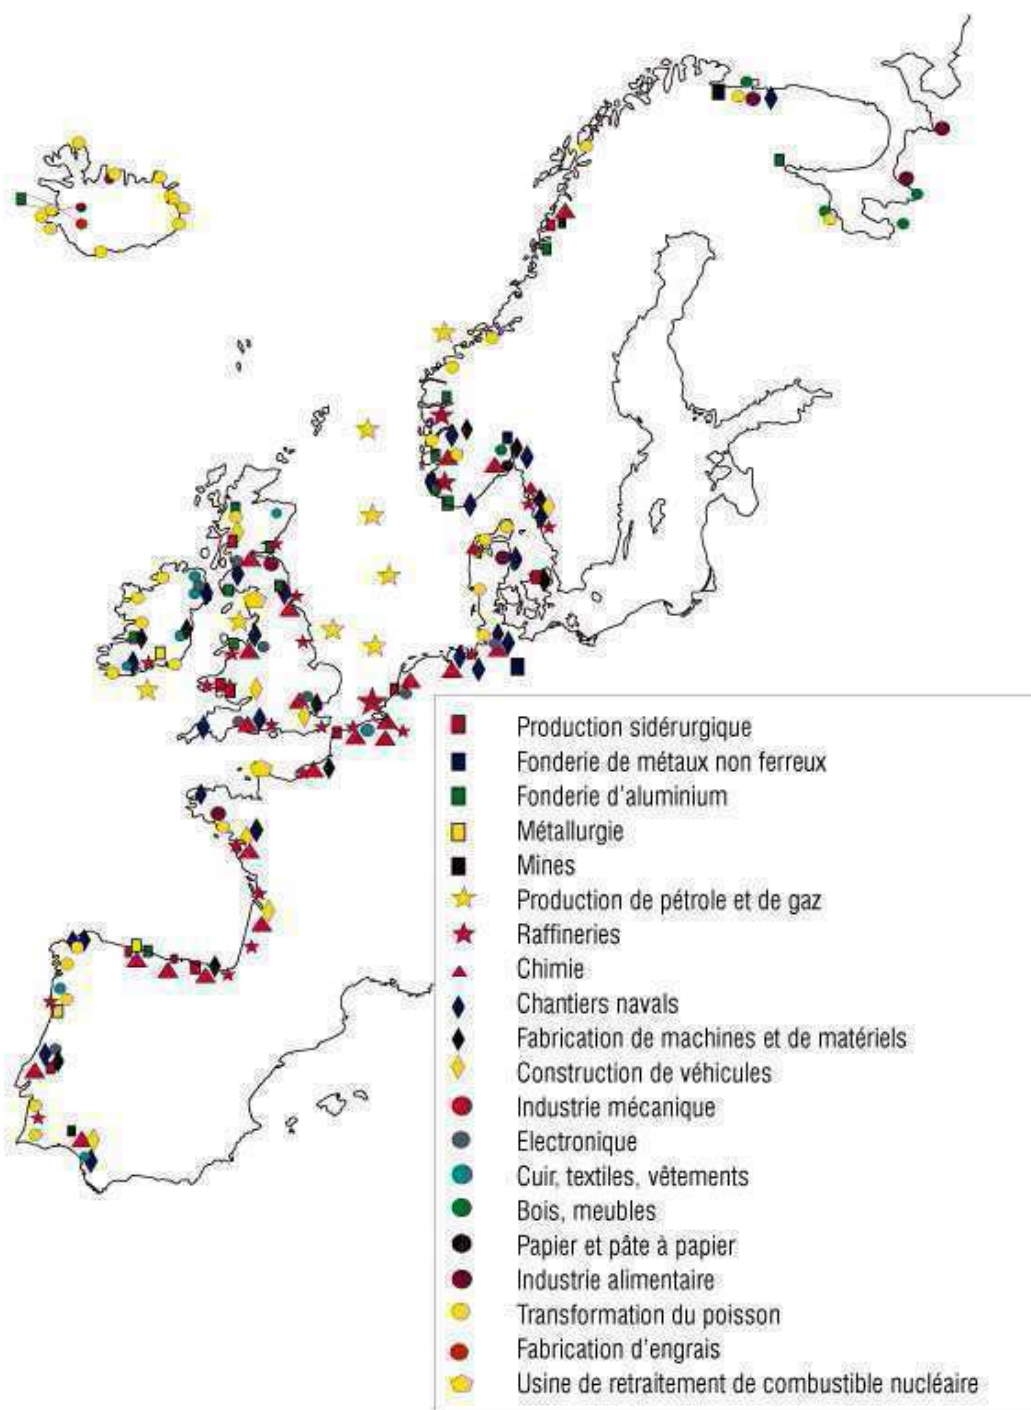 Production sidérurgique
Fonderie de métaux non ferreux
Fonderie d'aluminium
Métallurgie
Mines
Production de pétrole et de gaz
Raffineries
Chimie
Chantiers navals
Fabrication de machines et de matériels
Construction de véhicules
Industrie mécanique
Electronique
Cuir, textiles, vêtements
Bois, meubles
Papier et pâte à papier
Industrie alimentaire
Transformation du poisson
Fabrication d'engrais
Usine de retraitement de combustible nucléaire